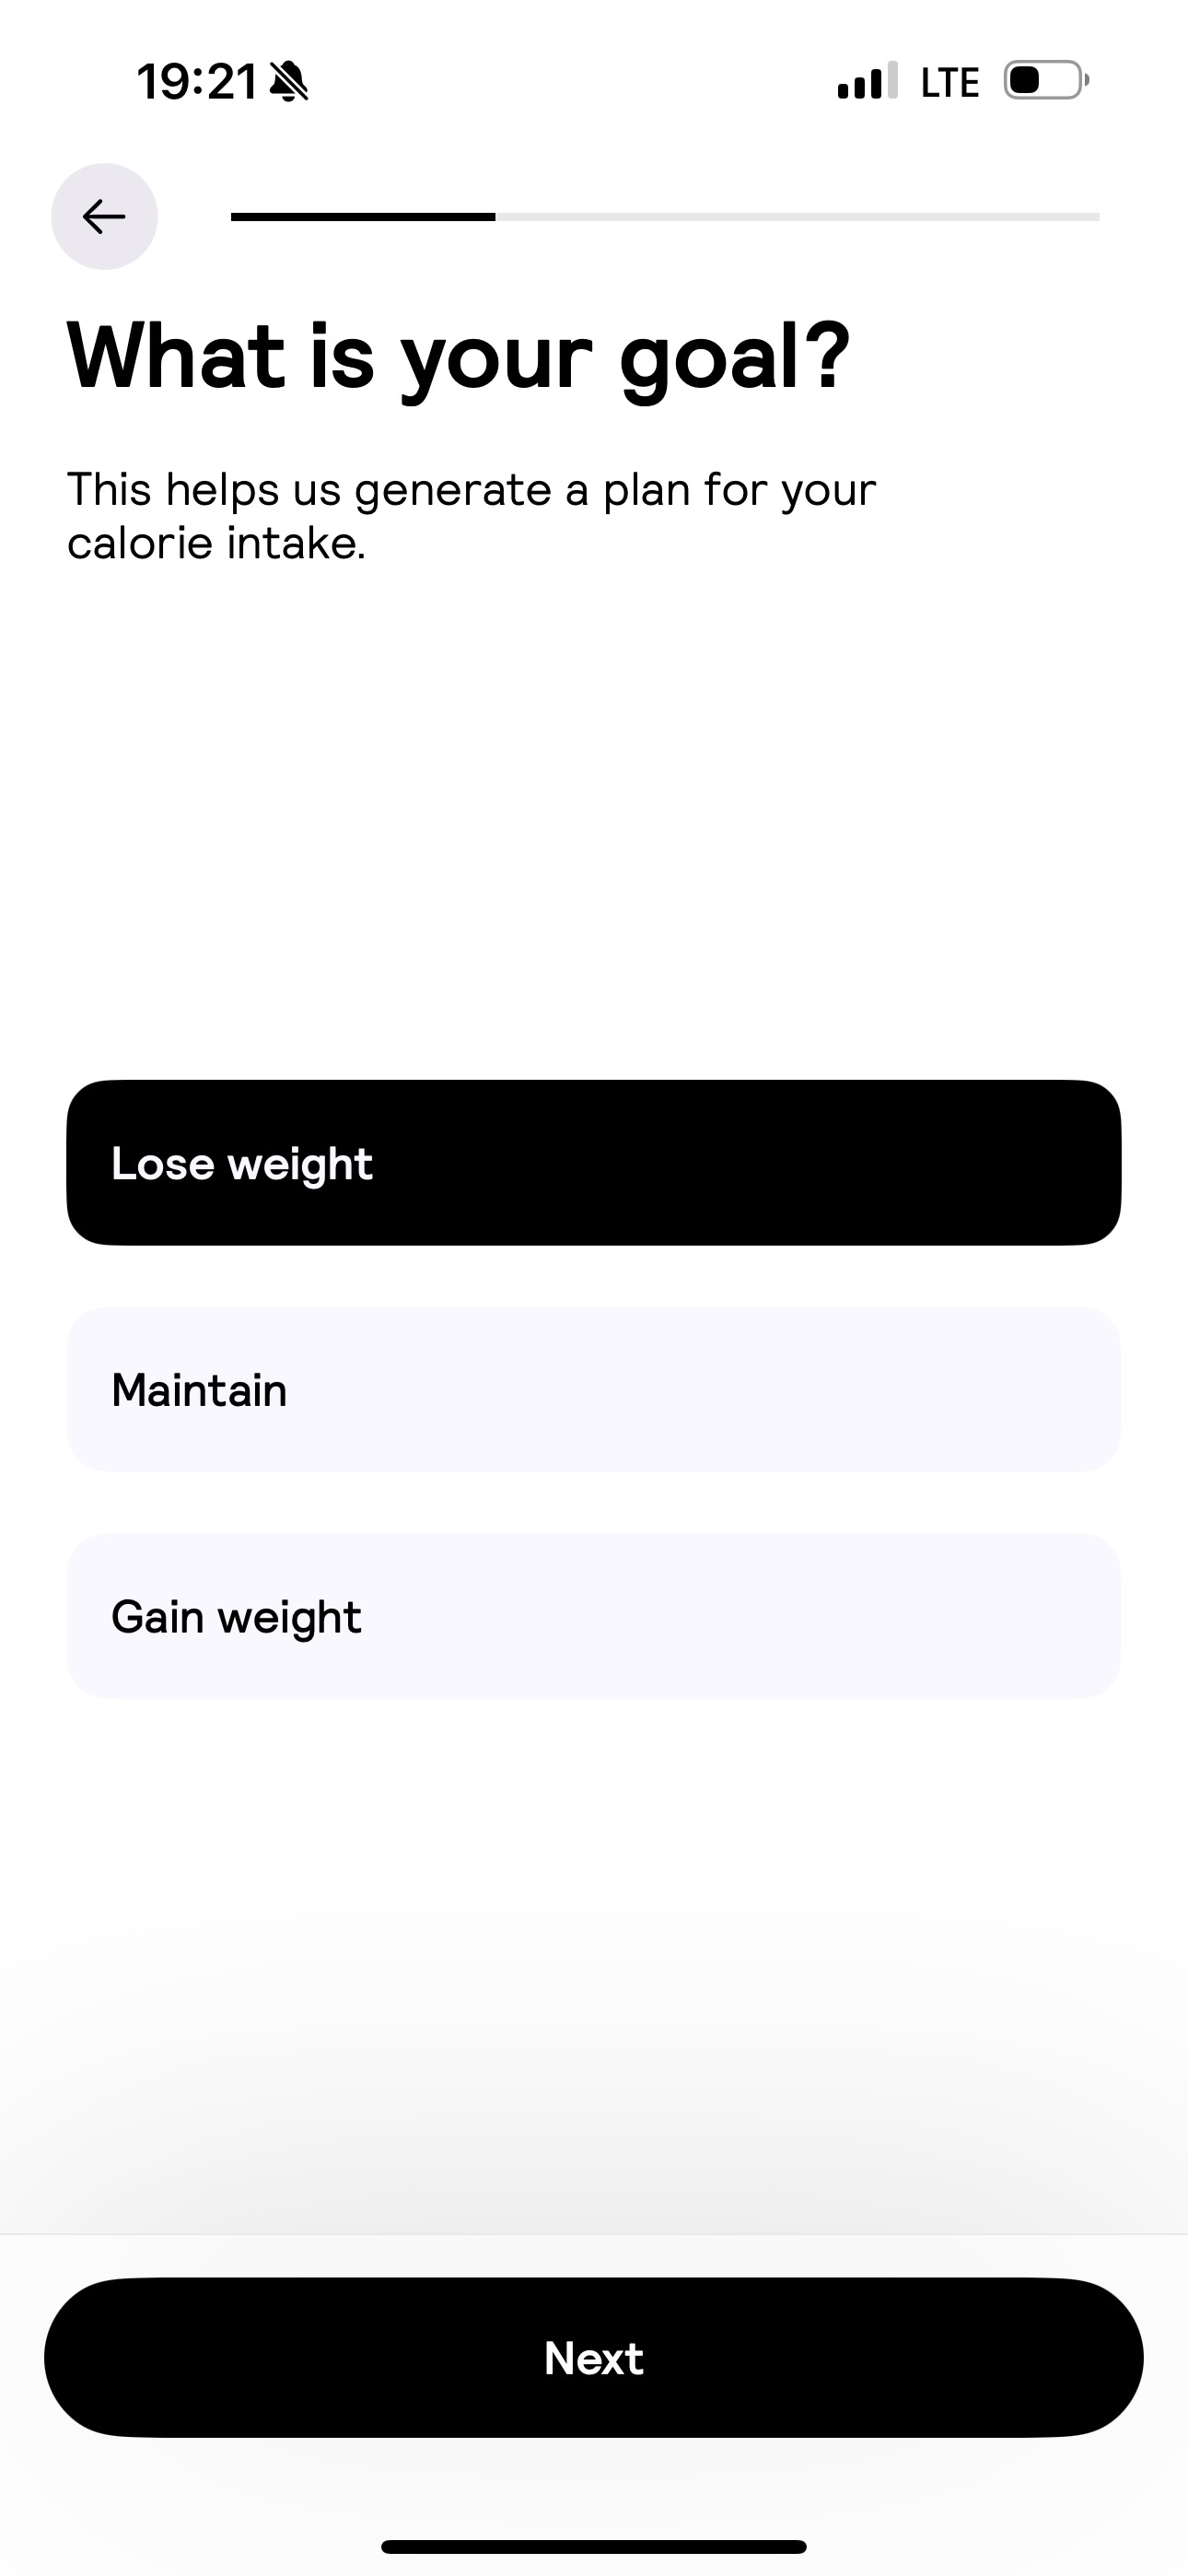 19:21
LTE
What is your goal?
This helps us generate a plan for your
calorie intake.
Lose weight
Maintain
Gain weight
Next